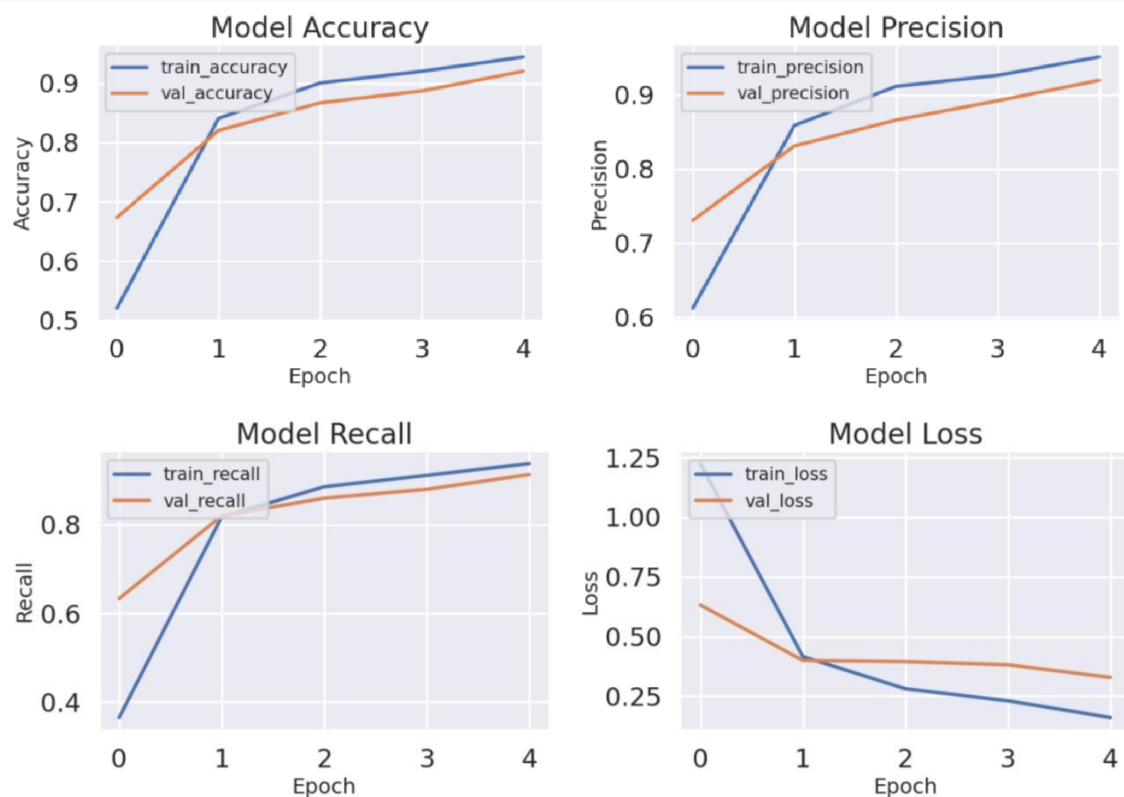 Model Accuracy
train_accuracy
val_accuracy
0.9
0.8
0.7
0.6
0.5
Accuracy
0 1 2 3 4
Epoch
Model Precision
train_precision
val_precision
0.9
0.8
0.7
0.6
Precision
0 1 2 3 4
Epoch
Model Recall
train_recall
val_recall
0.8
0.6
0.4
Recall
0 1 2 3 4
Epoch
Model Loss
train_loss
val_loss
1.25
1.00
0.75
0.50
0.25
Loss
0 1 2 3 4
Epoch